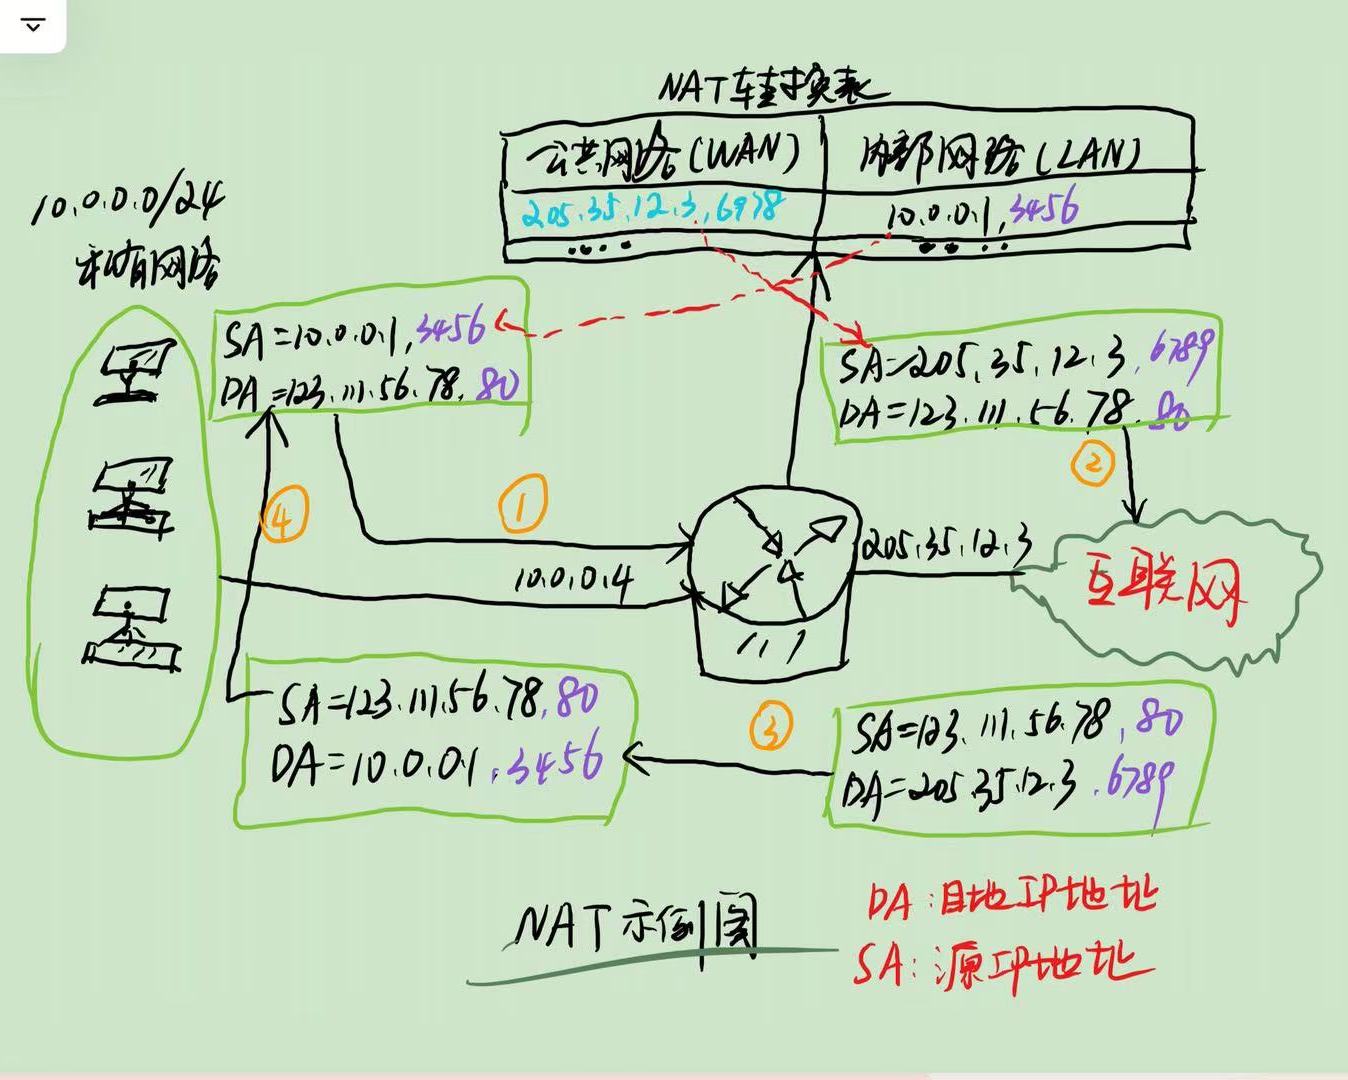 NAT转换表
公共网络(WAN) 内部网络(LAN)
205.35.12.3,6978 10.0.0.1,3456
10.0.0.0/24
私有网络
SA=10.0.0.1,3456
DA=123.111.56.78,80
SA=205.35.12.3,6789
DA=123.111.56.78,80
②
④
①
205.35.12.3
互联网
10.0.0.4
SA=123.111.56.78,80
DA=10.0.0.1,3456
③
SA=123.111.56.78,80
DA=205.35.12.3,6789
NAT示例图
DA:目地IP地址
SA:源IP地址